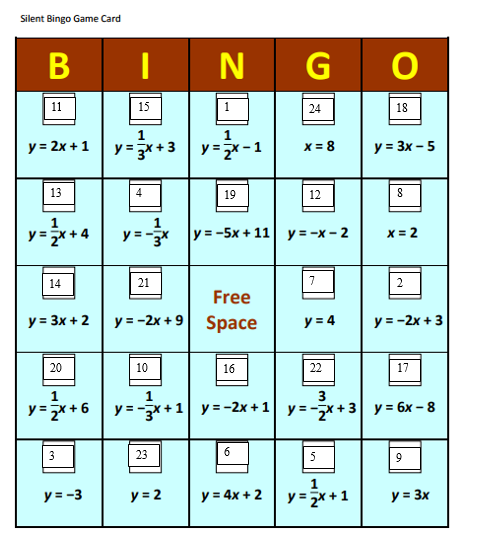 Silent Bingo Game Card
B I N G O
11 15 1 24 18
y = 2x + 1 y = 1/3x + 3 y = 1/2x – 1 x = 8 y = 3x – 5
13 4 19 12 8
y = 1/2x + 4 y = –1/3x y = –5x + 11 y = –x – 2 x = 2
14 21 Free Space 7 2
y = 3x + 2 y = –2x + 9 y = 4 y = –2x + 3
20 10 16 22 17
y = 1/2x + 6 y = –1/3x + 1 y = –2x + 1 y = –3/2x + 3 y = 6x – 8
3 23 6 5 9
y = –3 y = 2 y = 4x + 2 y = 1/2x + 1 y = 3x